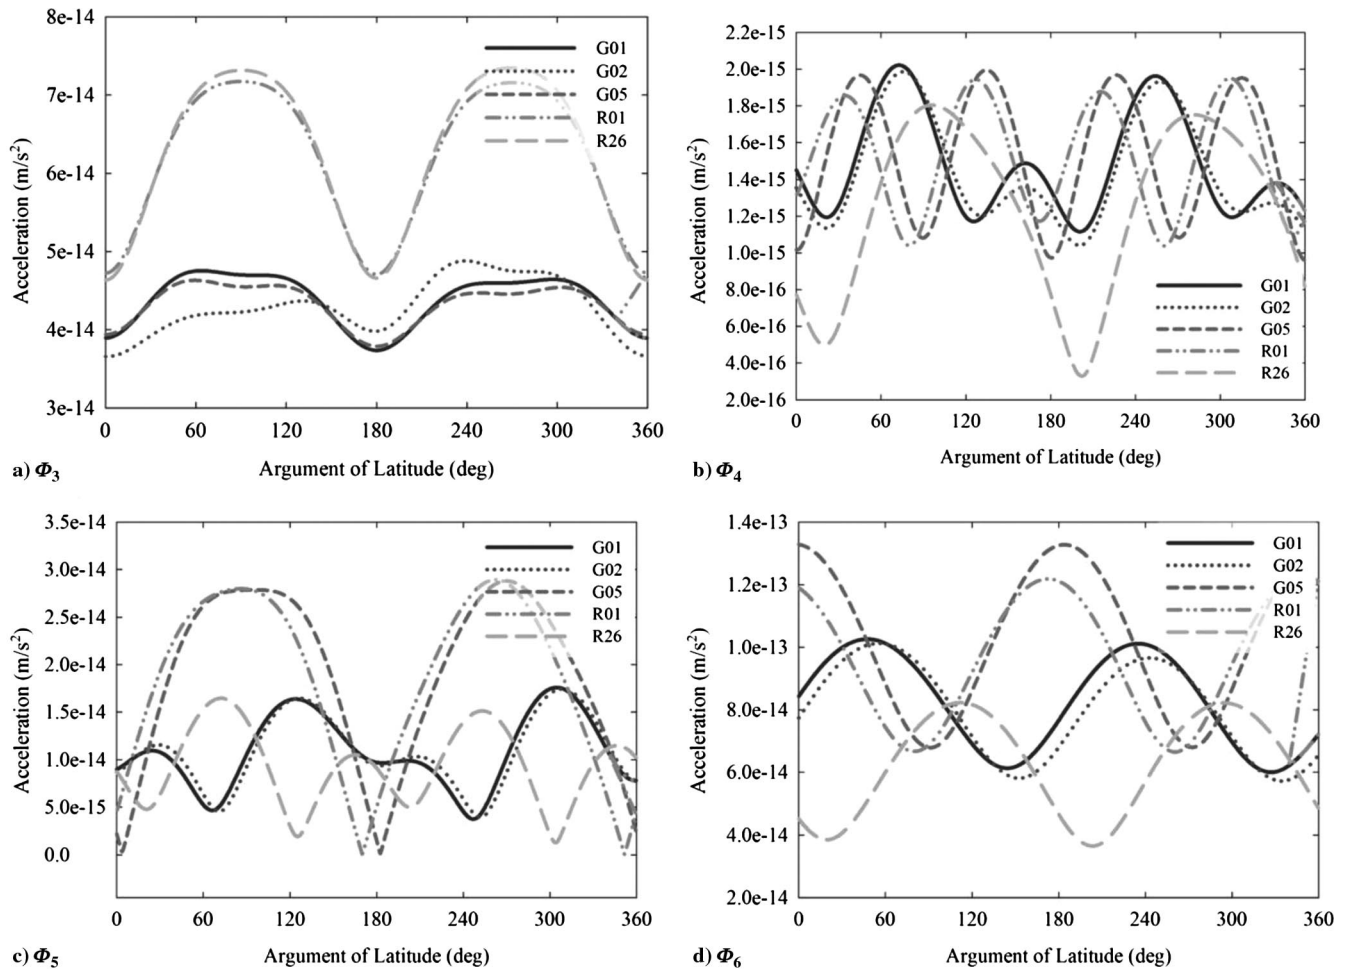 8e-14
7e-14
6e-14
5e-14
4e-14
3e-14
Acceleration (m/s²)
G01
G02
G05
R01
R26
0 60 120 180 240 300 360
Argument of Latitude (deg)
a) Φ₃
2.2e-15
2.0e-15
1.8e-15
1.6e-15
1.4e-15
1.2e-15
1.0e-15
8.0e-16
6.0e-16
4.0e-16
2.0e-16
Acceleration (m/s²)
G01
G02
G05
R01
R26
0 60 120 180 240 300 360
Argument of Latitude (deg)
b) Φ₄
3.5e-14
3.0e-14
2.5e-14
2.0e-14
1.5e-14
1.0e-14
5.0e-15
0.0
Acceleration (m/s²)
G01
G02
G05
R01
R26
0 60 120 180 240 300 360
Argument of Latitude (deg)
c) Φ₅
1.4e-13
1.2e-13
1.0e-13
8.0e-14
6.0e-14
4.0e-14
2.0e-14
Acceleration (m/s²)
G01
G02
G05
R01
R26
0 60 120 180 240 300 360
Argument of Latitude (deg)
d) Φ₆